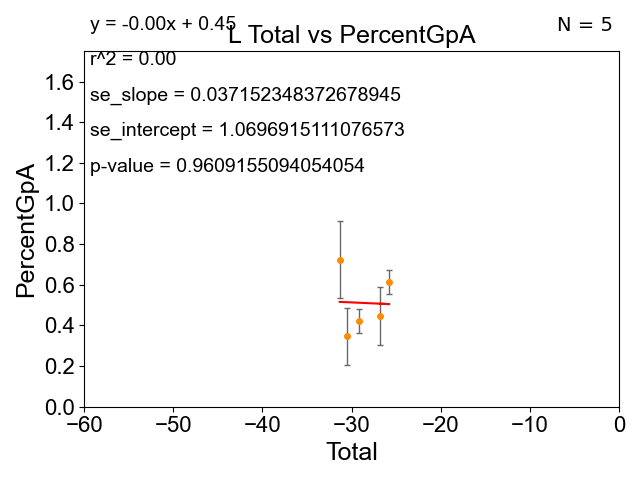 y = -0.00x + 0.45
N = 5
L Total vs PercentGpA
r^2 = 0.00
se_slope = 0.037152348372678945
se_intercept = 1.0696915111076573
p-value = 0.9609155094054054
PercentGpA
1.6
1.4
1.2
1.0
0.8
0.6
0.4
0.2
0.0
−60 −50 −40 −30 −20 −10 0
Total